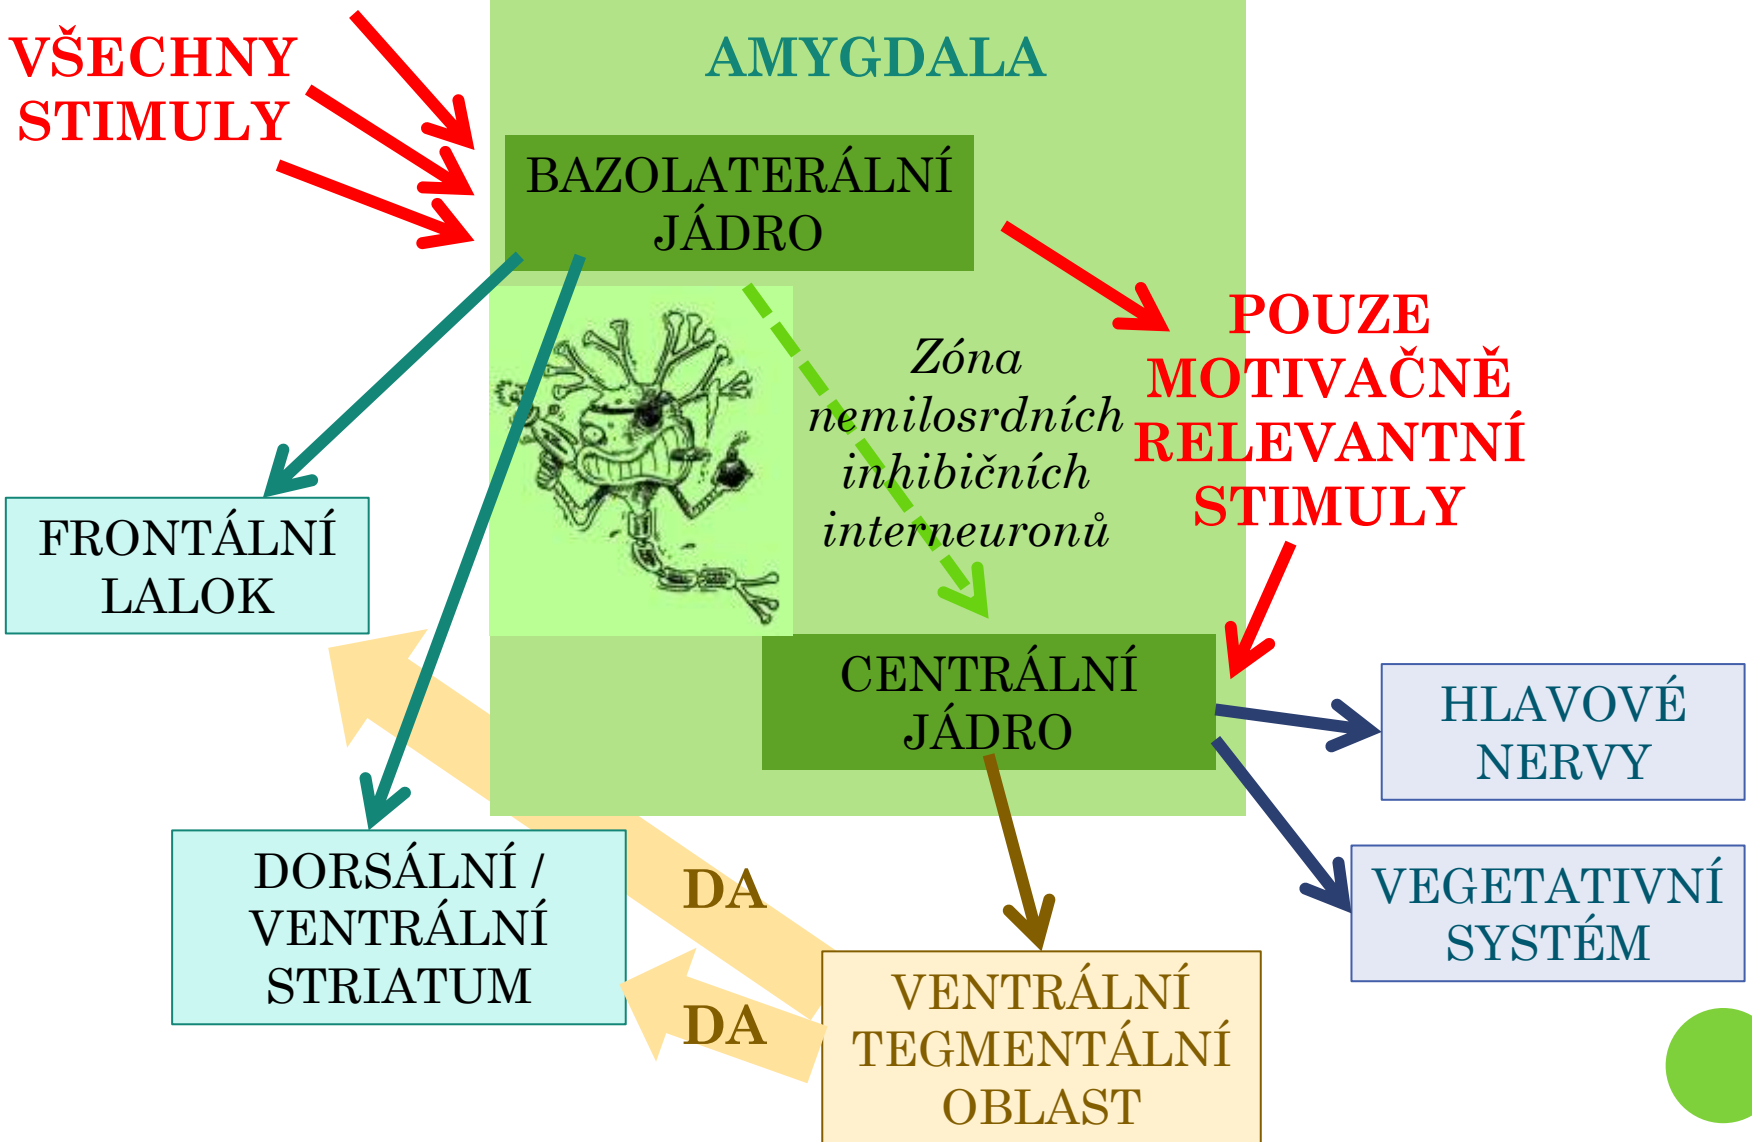 VŠECHNY
STIMULY
AMYGDALA
BAZOLATERÁLNÍ
JÁDRO
Zóna
nemilosrdních
inhibičních
interneuronů
POUZE
MOTIVAČNĚ
RELEVANTNÍ
STIMULY
FRONTÁLNÍ
LALOK
CENTRÁLNÍ
JÁDRO
HLAVOVÉ
NERVY
DORSÁLNÍ /
VENTRÁLNÍ
STRIATUM
DA
DA
VEGETATIVNÍ
SYSTÉM
VENTRÁLNÍ
TEGMENTÁLNÍ
OBLAST